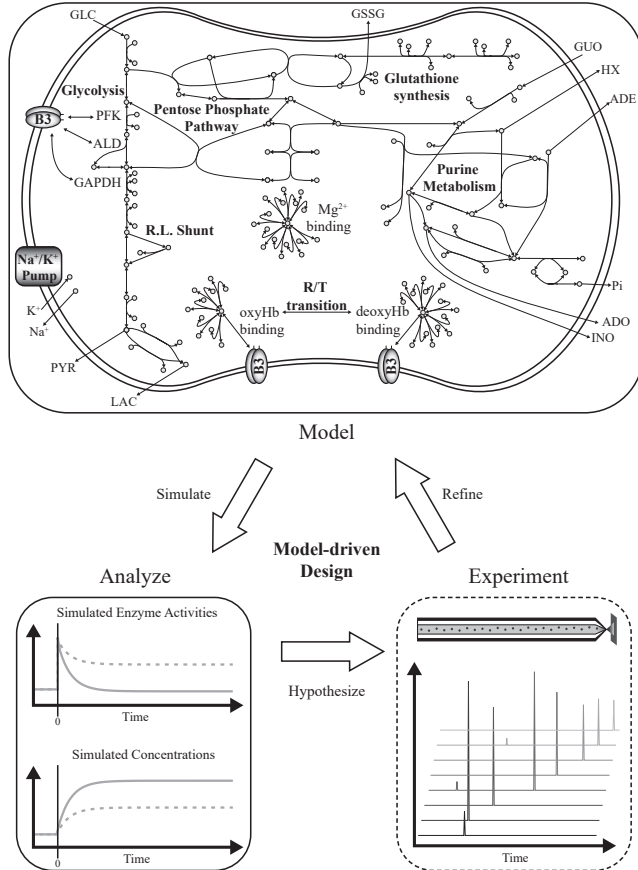 GLC
GSSG
GUO
HX
ADE
Glycolysis
Glutathione
synthesis
Pentose Phosphate
Pathway
B3
PFK
ALD
GAPDH
Purine
Metabolism
Mg²⁺
binding
R.L. Shunt
Na⁺/K⁺
Pump
R/T
transition
oxyHb
binding
deoxyHb
binding
K⁺
Na⁺
Pi
ADO
INO
PYR
LAC
B3
B3
Model
Simulate
Refine
Model-driven
Design
Analyze
Experiment
Simulated Enzyme Activities
0
Time
Hypothesize
Simulated Concentrations
0
Time
Time